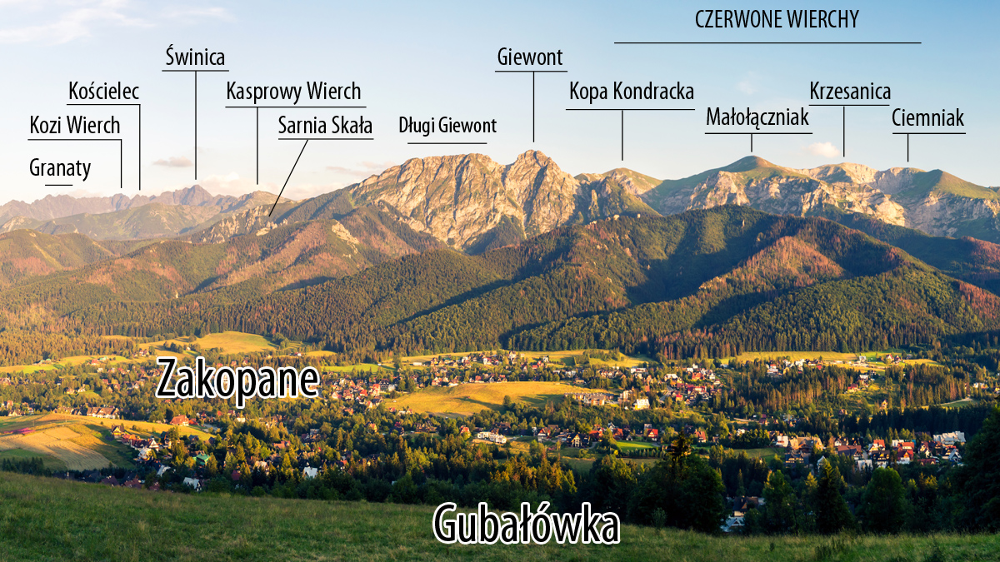 CZERWONE WIERCHY
Świnica
Giewont
Kościelec
Kasprowy Wierch
Kopa Kondracka
Krzesanica
Kozi Wierch
Sarnia Skała
Długi Giewont
Małołączniak
Ciemniak
Granaty
Zakopane
Gubałówka